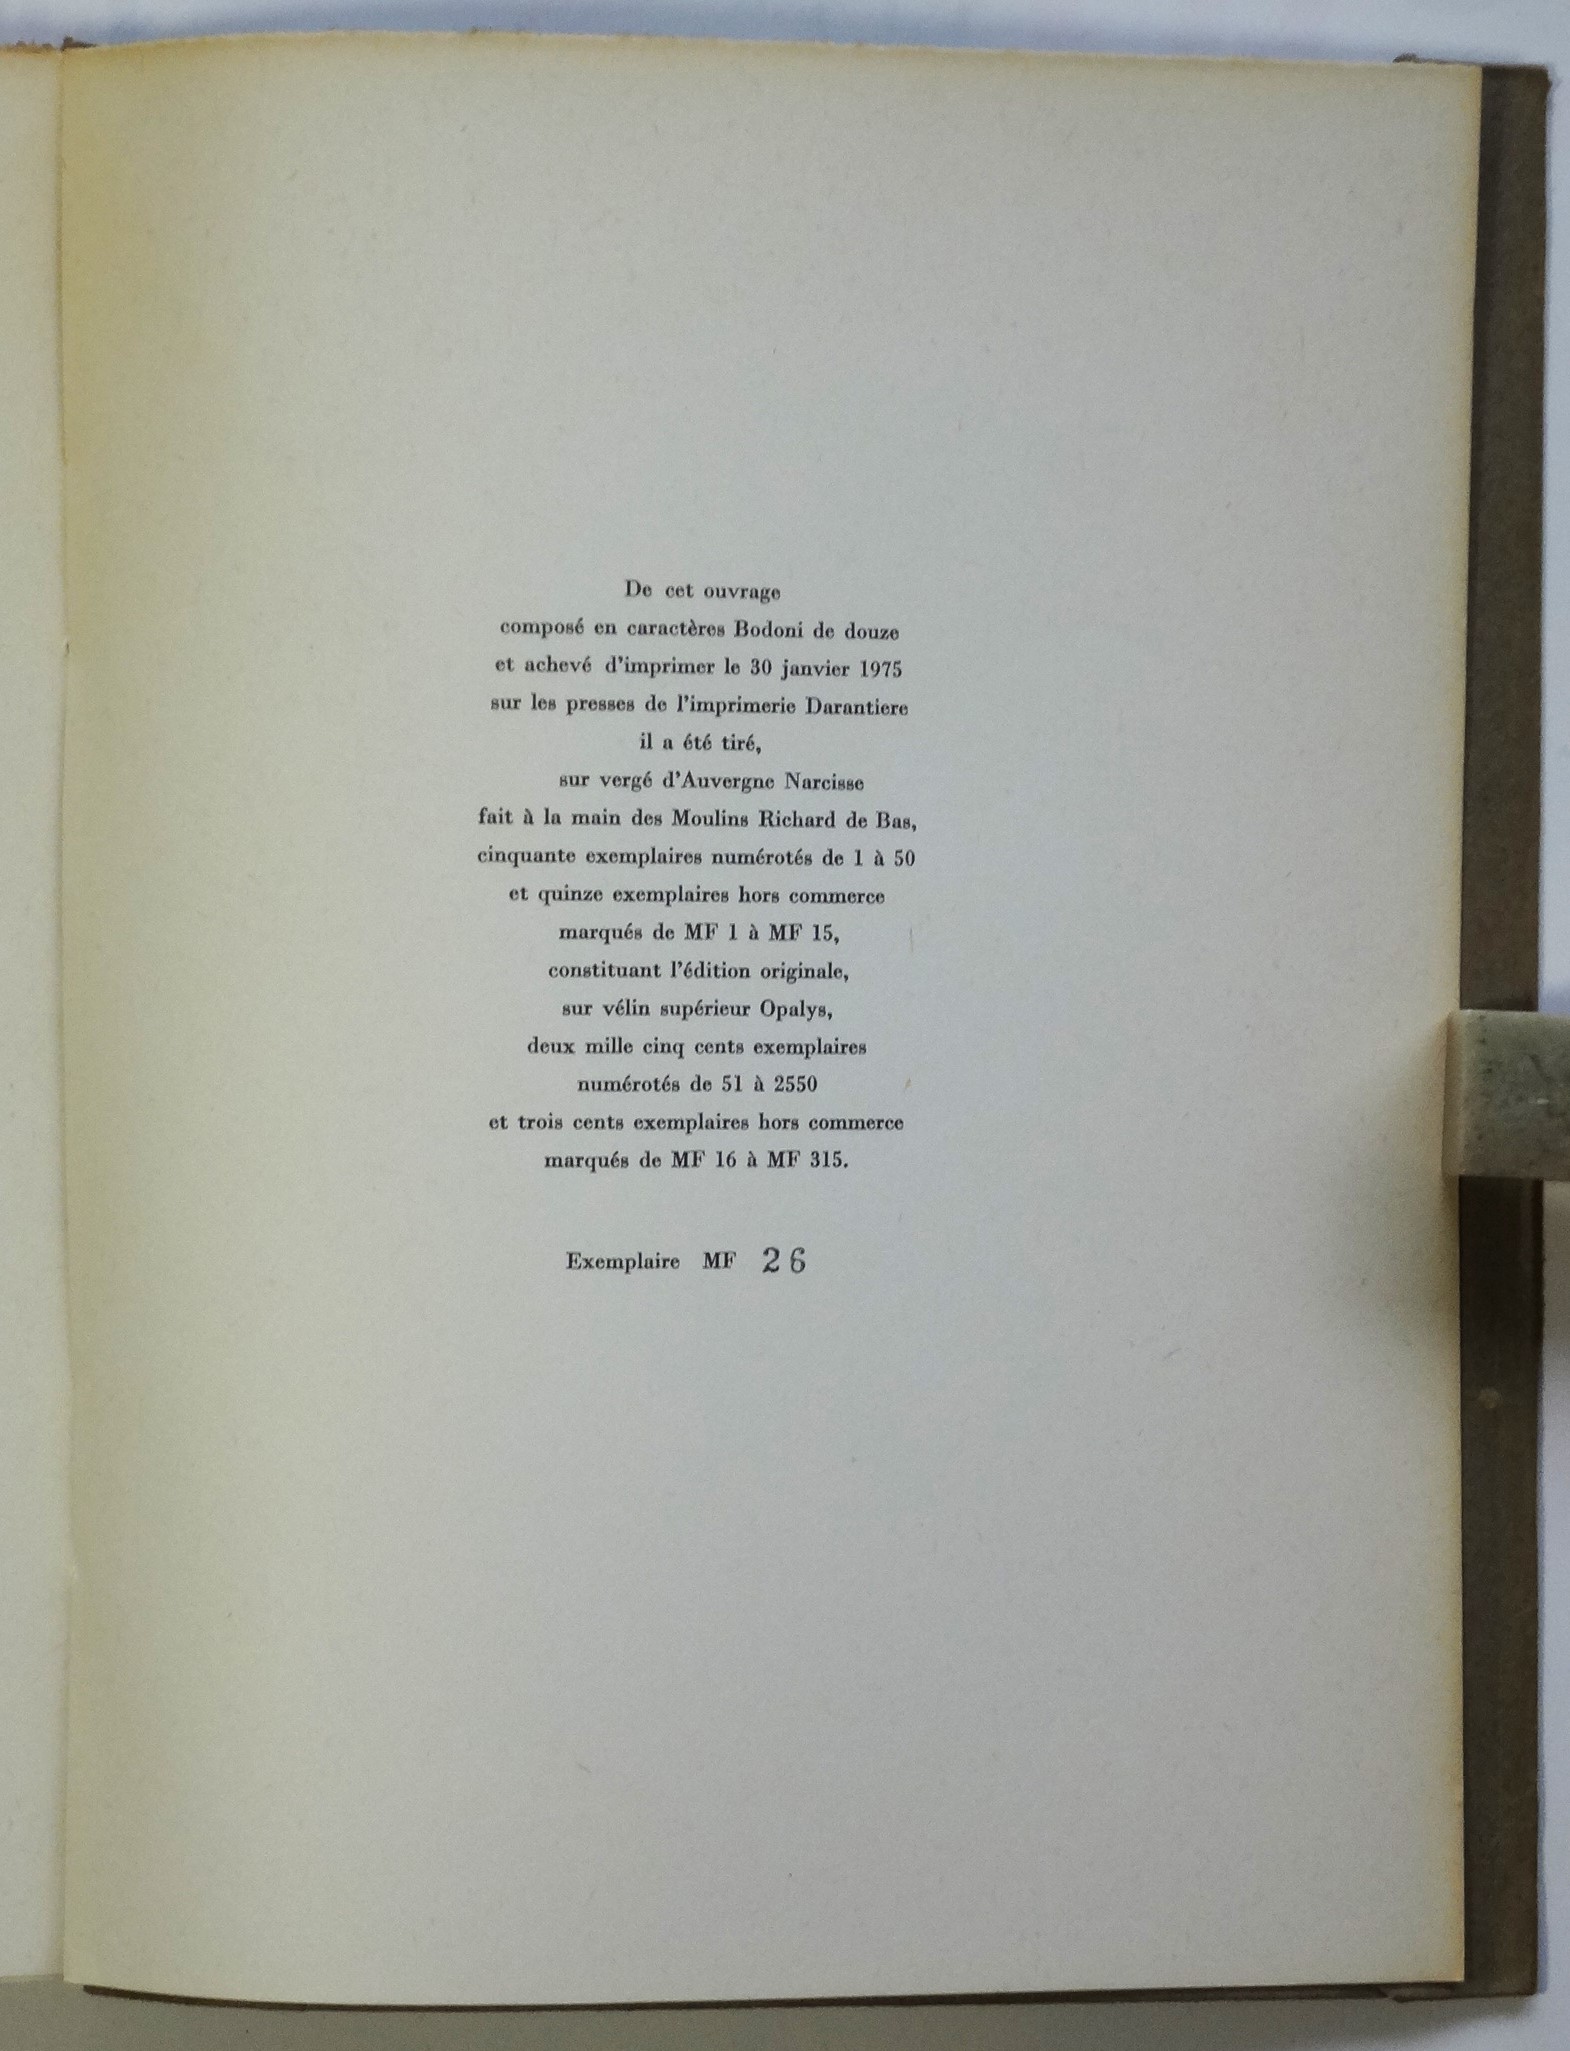 De cet ouvrage
composé en caractères Bodoni de douze
et achevé d'imprimer le 30 janvier 1975
sur les presses de l'imprimerie Darantiere
il a été tiré,
sur vergé d'Auvergne Narcisse
fait à la main des Moulins Richard de Bas,
cinquante exemplaires numérotés de 1 à 50
et quinze exemplaires hors commerce
marqués de MF 1 à MF 15,
constituant l'édition originale,
sur vélin supérieur Opalys,
deux mille cinq cents exemplaires
numérotés de 51 à 2550
et trois cents exemplaires hors commerce
marqués de MF 16 à MF 315.
Exemplaire MF 26